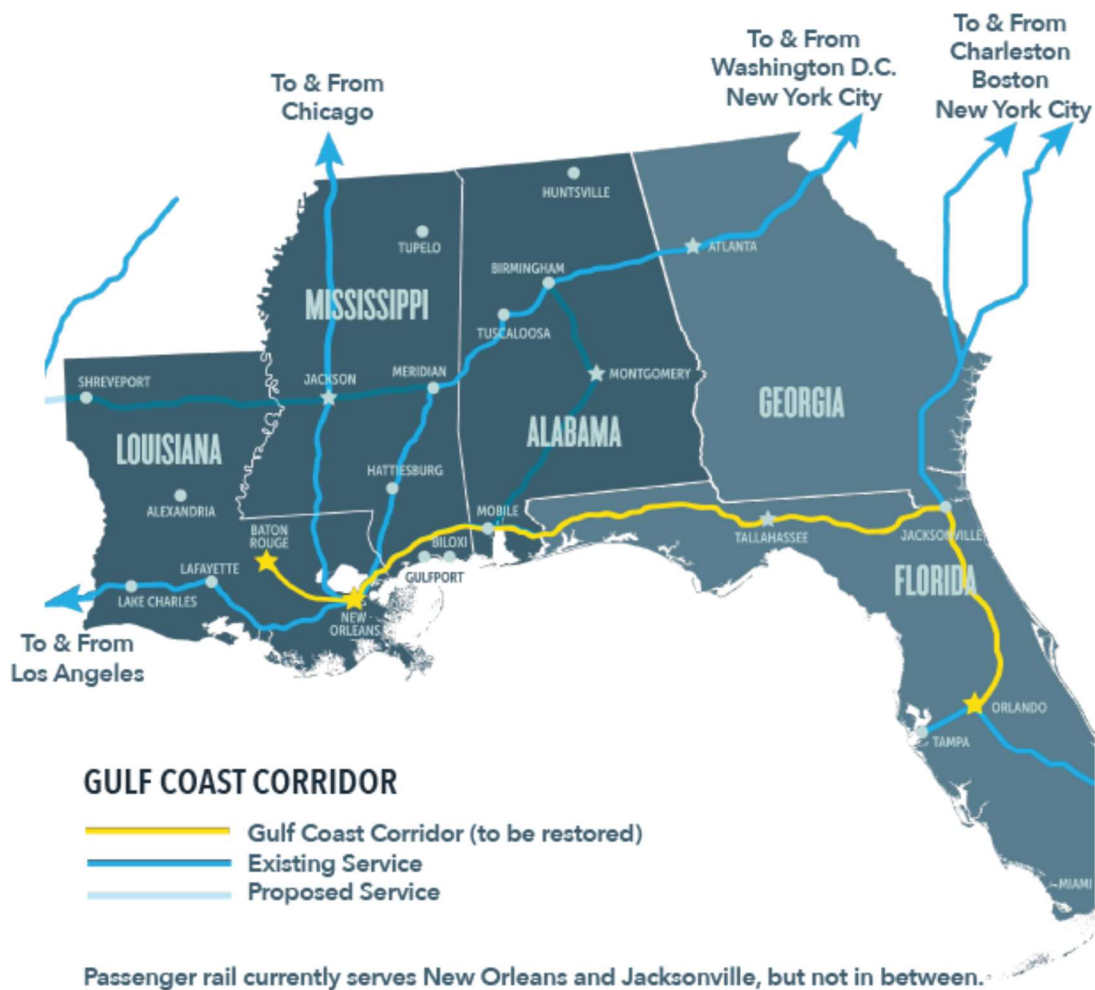 To & From
Chicago
To & From
Washington D.C.
New York City
To & From
Charleston
Boston
New York City
HUNTSVILLE
TUPELO
ATLANTA
BIRMINGHAM
MISSISSIPPI
TUSCALOOSA
SHREVEPORT
JACKSON
MERIDIAN
MONTGOMERY
GEORGIA
LOUISIANA
ALABAMA
HATTIESBURG
ALEXANDRIA
MOBILE
BATON
ROUGE
BILOXI
TALLAHASSEE
JACKSONVILLE
LAFAYETTE
GULFPORT
FLORIDA
LAKE CHARLES
NEW
ORLEANS
To & From
Los Angeles
ORLANDO
TAMPA
GULF COAST CORRIDOR
Gulf Coast Corridor (to be restored)
Existing Service
Proposed Service
MIAMI
Passenger rail currently serves New Orleans and Jacksonville, but not in between.